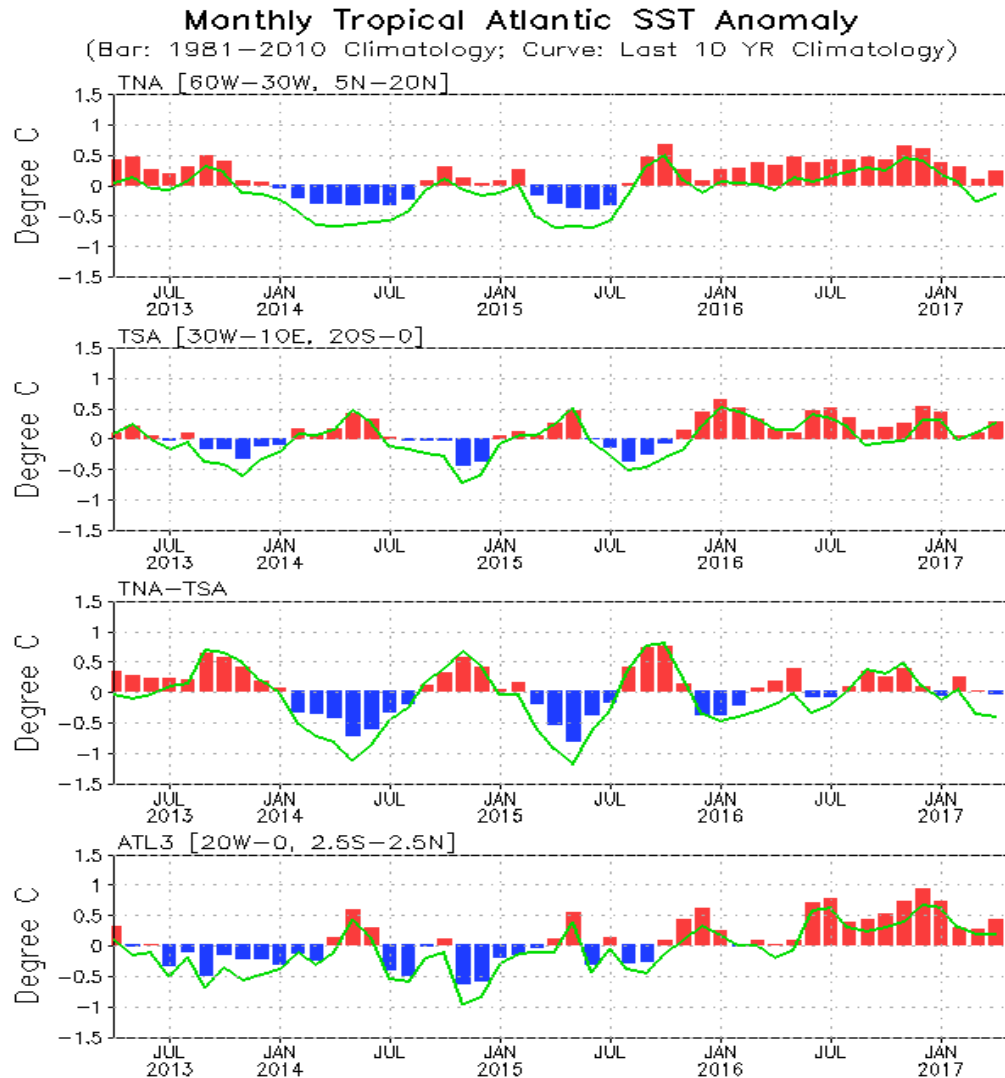 Monthly Tropical Atlantic SST Anomaly
(Bar: 1981-2010 Climatology; Curve: Last 10 YR Climatology)
TNA [60W-30W, 5N-20N]
Degree C
1.5
1
0.5
0
-0.5
-1
-1.5
JUL JAN JUL JAN JUL JAN JUL JAN
2013 2014 2015 2016 2017
TSA [30W-10E, 20S-0]
Degree C
1.5
1
0.5
0
-0.5
-1
-1.5
JUL JAN JUL JAN JUL JAN JUL JAN
2013 2014 2015 2016 2017
TNA-TSA
1.5
1
0.5
0
-0.5
-1
-1.5
JUL JAN JUL JAN JUL JAN JUL JAN
2013 2014 2015 2016 2017
ATL3 [20W-0, 2.5S-2.5N]
Degree C
1.5
1
0.5
0
-0.5
-1
-1.5
JUL JAN JUL JAN JUL JAN JUL JAN
2013 2014 2015 2016 2017